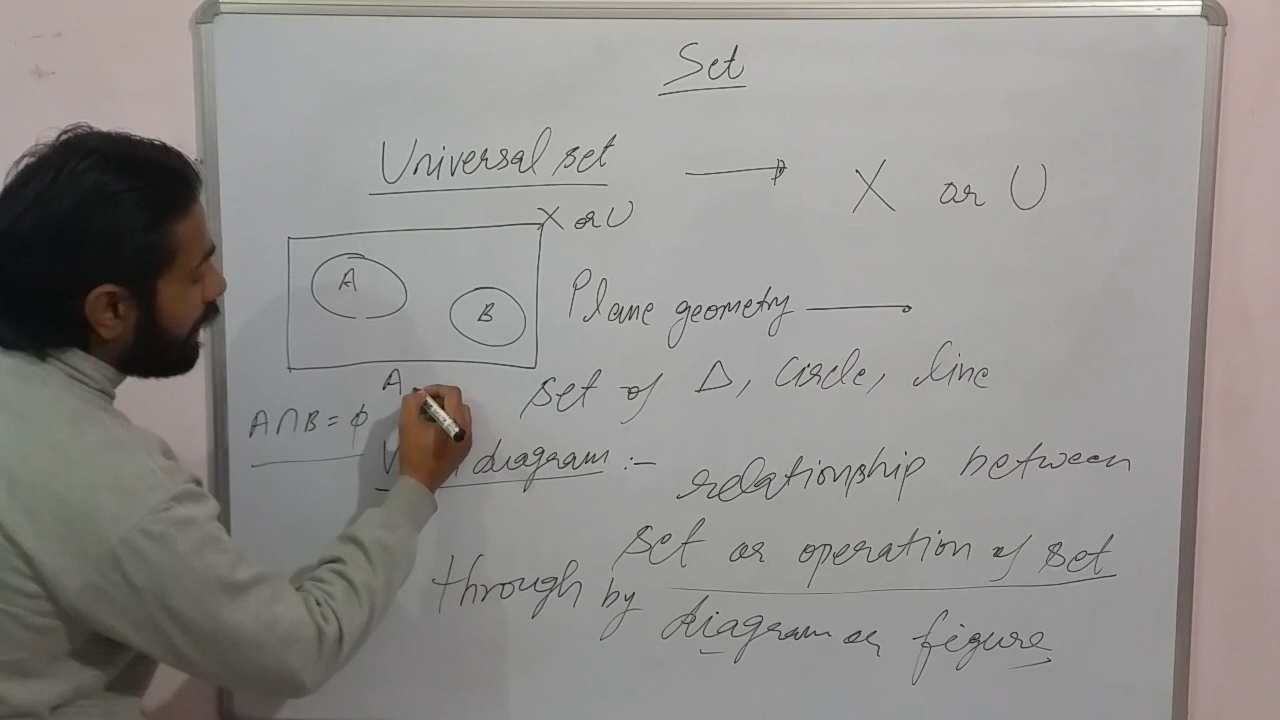 Set
Universal set → X or U
X or U
A
B
Plane geometry →
set of Δ, Circle, line
A
A ∩ B = φ
diagram :- relationship between
set or operation of set
through by diagram or figure